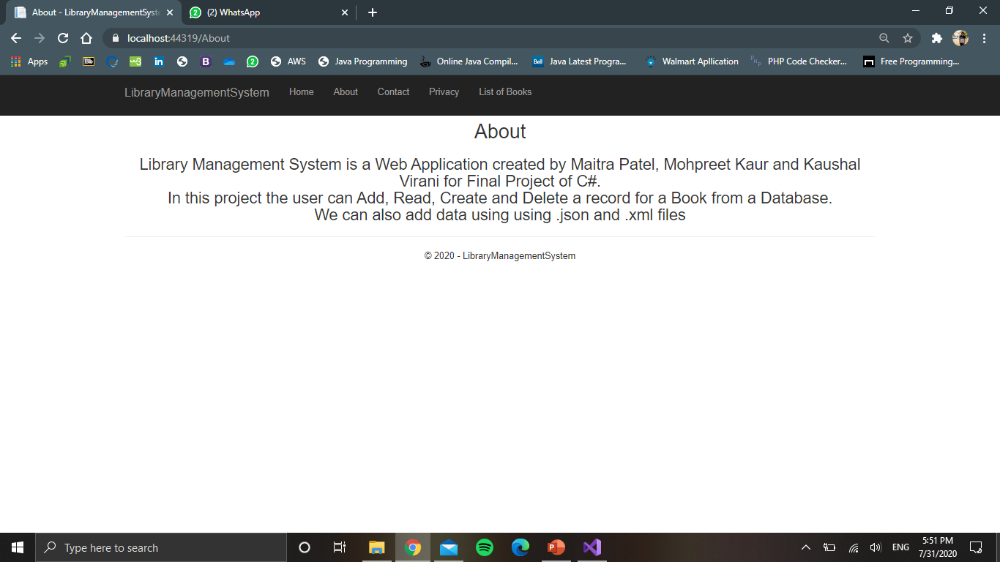 About - LibraryManagementSyst
(2) WhatsApp
localhost:44319/About
Apps
Bb
w3
in
B
2
AWS
Java Programming
Online Java Compil...
Bell
Java Latest Progra...
Walmart Apllication
PHP Code Checker...
Free Programming...
LibraryManagementSystem Home About Contact Privacy List of Books
About
Library Management System is a Web Application created by Maitra Patel, Mohpreet Kaur and Kaushal
Virani for Final Project of C#.
In this project the user can Add, Read, Create and Delete a record for a Book from a Database.
We can also add data using using .json and .xml files
© 2020 - LibraryManagementSystem
Type here to search
ENG
5:51 PM
7/31/2020